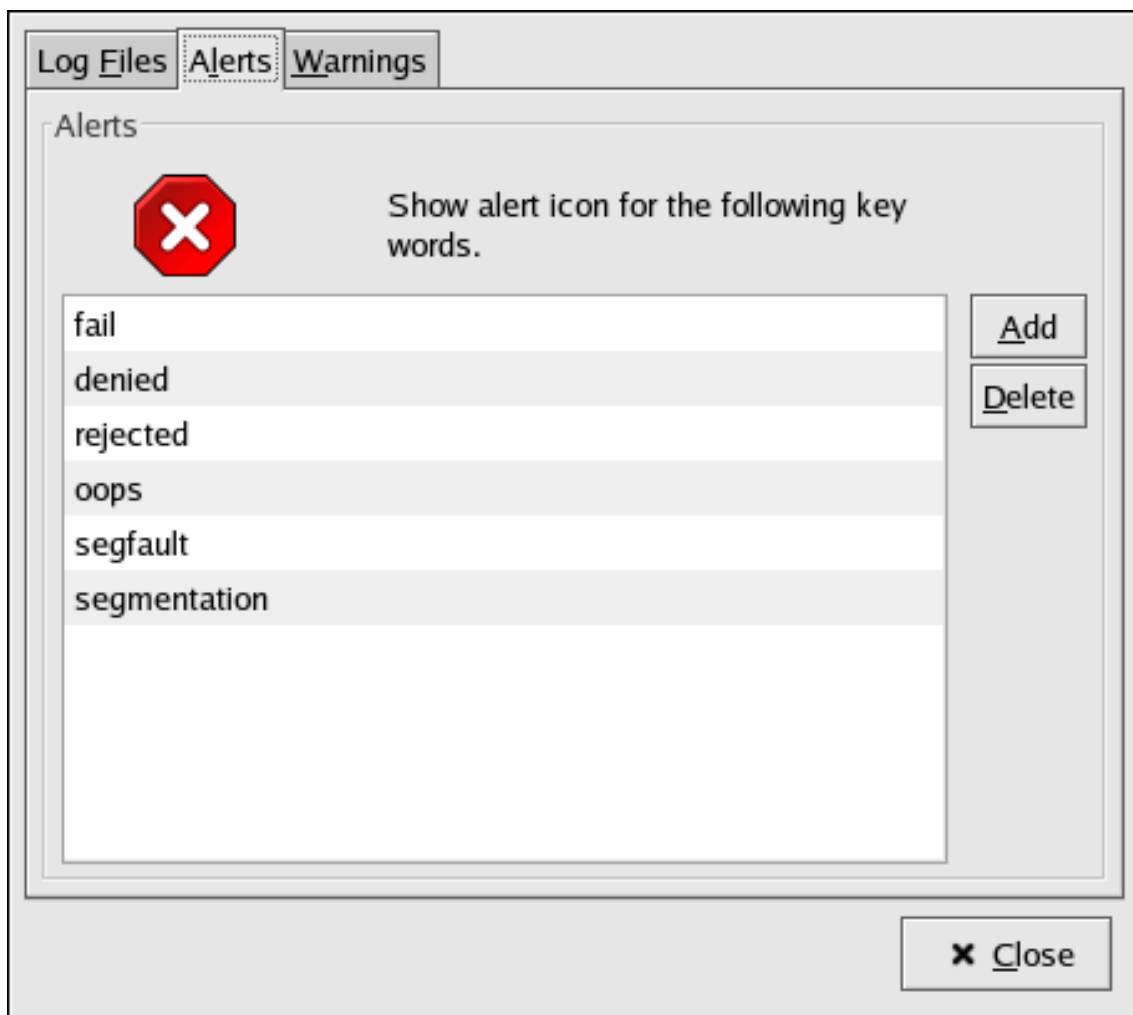 Log Files Alerts Warnings
Alerts
Show alert icon for the following key
words.
fail
denied
rejected
oops
segfault
segmentation
Add
Delete
Close